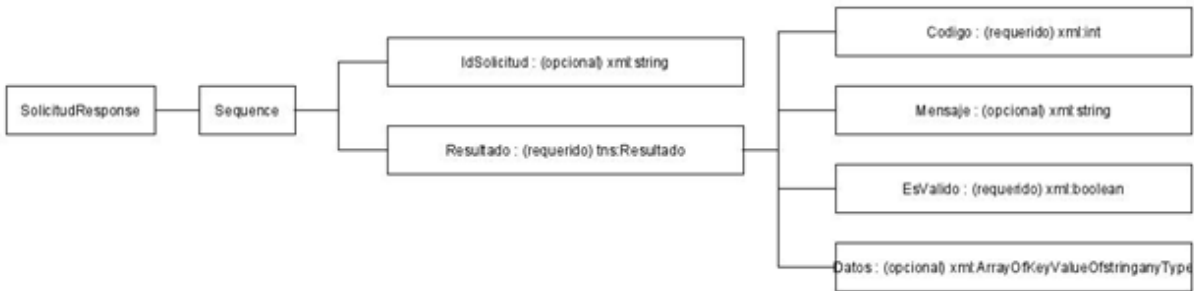 SolicitudResponse
Sequence
IdSolicitud : (opcional) xml:string
Resultado : (requerido) tns:Resultado
Codigo : (requerido) xml:int
Mensaje : (opcional) xml:string
EsValido : (requerido) xml:boolean
Datos : (opcional) xml:ArrayOfKeyValueOfstringanyType